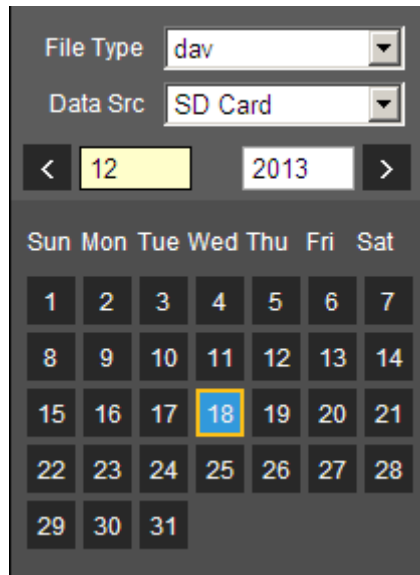 File Type dav
Data Src SD Card
< 12 2013 >
Sun Mon Tue Wed Thu Fri Sat
1 2 3 4 5 6 7
8 9 10 11 12 13 14
15 16 17 18 19 20 21
22 23 24 25 26 27 28
29 30 31